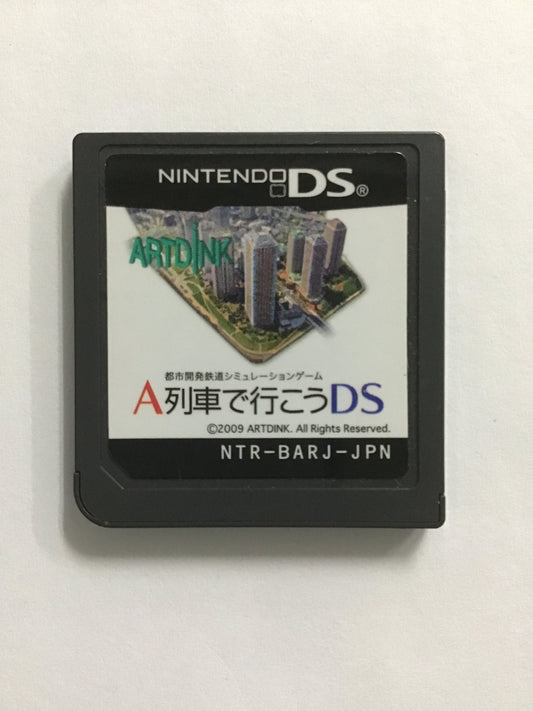 NINTENDO DS®
ARTDINK
都市開発鉄道シミュレーションゲーム
A列車で行こうDS
©2009 ARTDINK. All Rights Reserved.
NTR-BARJ-JPN